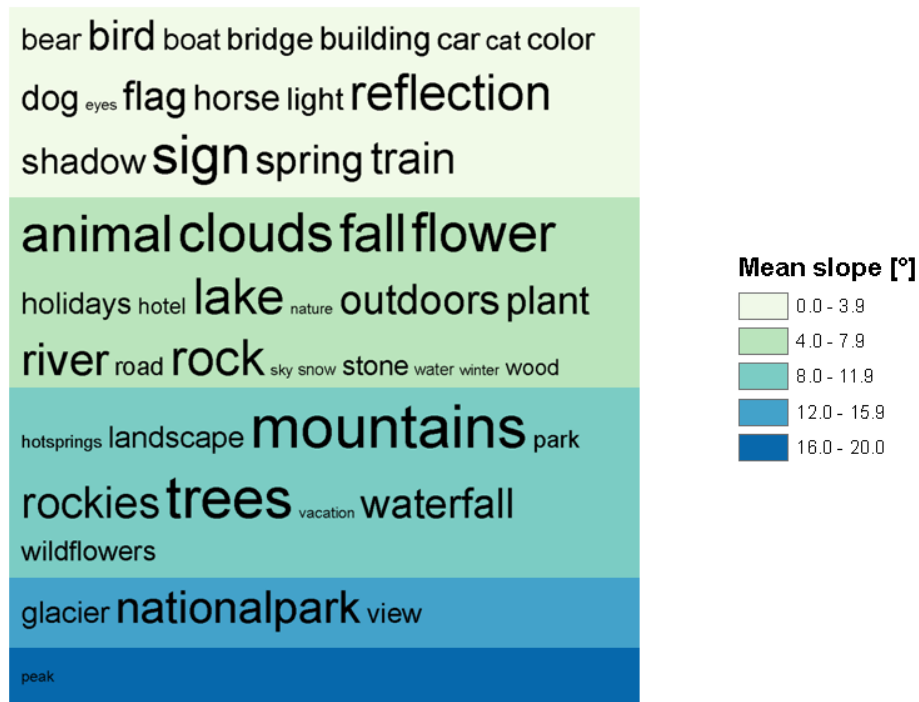 bear bird boat bridge building car cat color
dog eyes flag horse light reflection
shadow sign spring train
animal clouds fall flower
holidays hotel lake nature outdoors plant
river road rock sky snow stone water winter wood
hotsprings landscape mountains park
rockies trees vacation waterfall
wildflowers
glacier nationalpark view
peak
Mean slope [°]
0.0 - 3.9
4.0 - 7.9
8.0 - 11.9
12.0 - 15.9
16.0 - 20.0